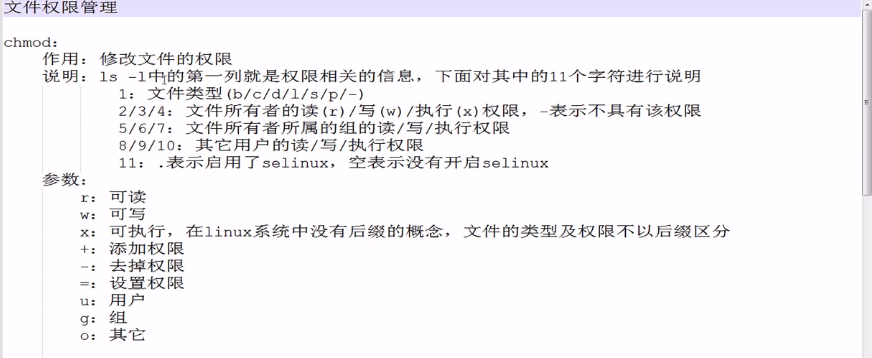 文件权限管理
chmod:
作用: 修改文件的权限
说明: ls -l中的第一列就是权限相关的信息, 下面对其中的11个字符进行说明
1: 文件类型(b/c/d/l/s/p/-)
2/3/4: 文件所有者的读(r)/写(w)/执行(x)权限, -表示不具有该权限
5/6/7: 文件所有者所属的组的读/写/执行权限
8/9/10: 其它用户的读/写/执行权限
11: .表示启用了selinux, 空表示没有开启selinux
参数:
r: 可读
w: 可写
x: 可执行, 在linux系统中没有后缀的概念, 文件的类型及权限不以后缀区分
+: 添加权限
-: 去掉权限
=: 设置权限
u: 用户
g: 组
o: 其它